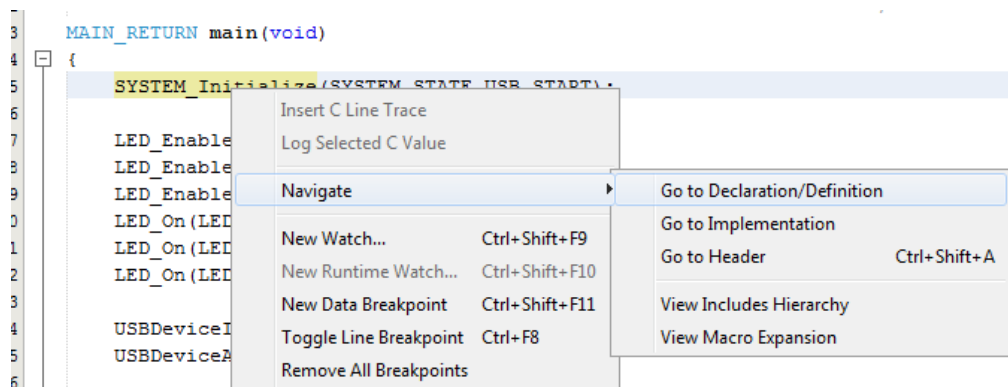 3 MAIN_RETURN main(void)
4 {
5 SYSTEM_Initialize(SYSTEM_STATE_USB_START);
6
7 LED_Enable
8 LED_Enable
9 LED_Enable
0 LED_On(LED
1 LED_On(LED
2 LED_On(LED
3
4 USBDeviceI
5 USBDeviceA
6
Insert C Line Trace
Log Selected C Value
Navigate
New Watch... Ctrl+Shift+F9
New Runtime Watch... Ctrl+Shift+F10
New Data Breakpoint Ctrl+Shift+F11
Toggle Line Breakpoint Ctrl+F8
Remove All Breakpoints
Go to Declaration/Definition
Go to Implementation
Go to Header Ctrl+Shift+A
View Includes Hierarchy
View Macro Expansion